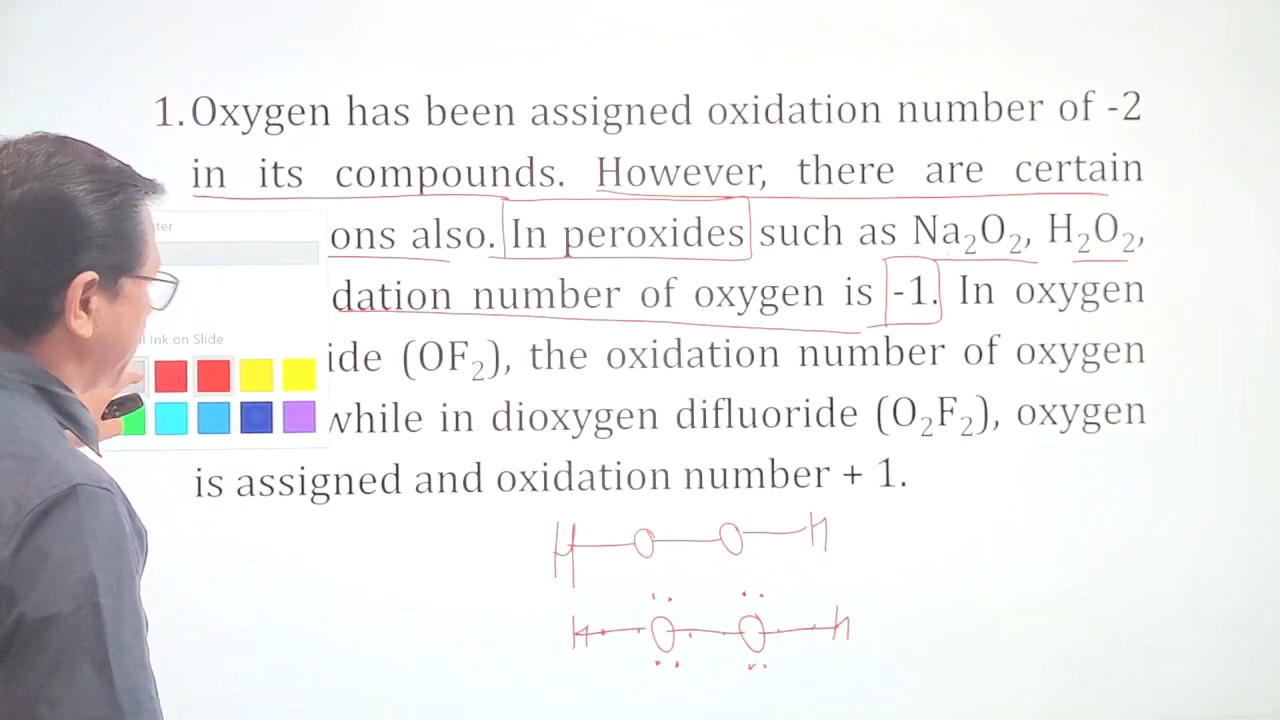 1. Oxygen has been assigned oxidation number of -2
in its compounds. However, there are certain
ons also. In peroxides such as Na₂O₂, H₂O₂,
dation number of oxygen is -1. In oxygen
ide (OF₂), the oxidation number of oxygen
while in dioxygen difluoride (O₂F₂), oxygen
is assigned and oxidation number + 1.
ter
Ink on Slide
H O O H
H O O H